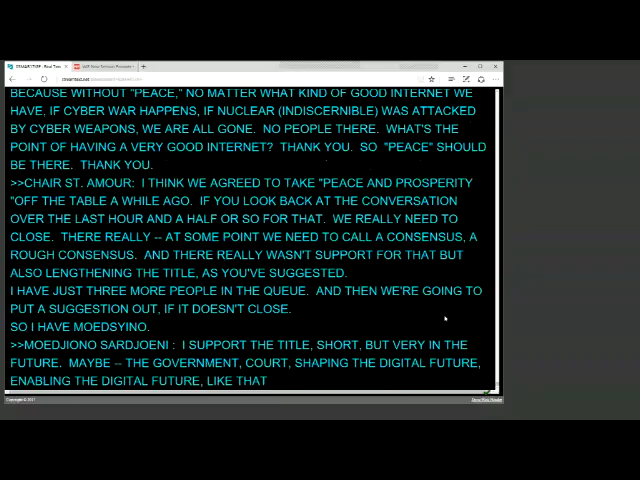 BECAUSE WITHOUT "PEACE," NO MATTER WHAT KIND OF GOOD INTERNET WE
HAVE, IF CYBER WAR HAPPENS, IF NUCLEAR (INDISCERNIBLE) WAS ATTACKED
BY CYBER WEAPONS, WE ARE ALL GONE. NO PEOPLE THERE. WHAT'S THE
POINT OF HAVING A VERY GOOD INTERNET? THANK YOU. SO "PEACE" SHOULD
BE THERE. THANK YOU.
>>CHAIR ST. AMOUR: I THINK WE AGREED TO TAKE "PEACE AND PROSPERITY
"OFF THE TABLE A WHILE AGO. IF YOU LOOK BACK AT THE CONVERSATION
OVER THE LAST HOUR AND A HALF OR SO FOR THAT. WE REALLY NEED TO
CLOSE. THERE REALLY -- AT SOME POINT WE NEED TO CALL A CONSENSUS, A
ROUGH CONSENSUS. AND THERE REALLY WASN'T SUPPORT FOR THAT BUT
ALSO LENGTHENING THE TITLE, AS YOU'VE SUGGESTED.
I HAVE JUST THREE MORE PEOPLE IN THE QUEUE. AND THEN WE'RE GOING TO
PUT A SUGGESTION OUT, IF IT DOESN'T CLOSE.
SO I HAVE MOEDSYINO.
>>MOEDJIONO SARDJOENI : I SUPPORT THE TITLE, SHORT, BUT VERY IN THE
FUTURE. MAYBE -- THE GOVERNMENT, COURT, SHAPING THE DIGITAL FUTURE,
ENABLING THE DIGITAL FUTURE, LIKE THAT